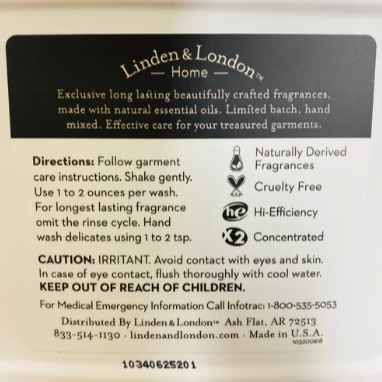 Linden & London™
Home
Exclusive long lasting beautifully crafted fragrances,
made with natural essential oils. Limited batch, hand
mixed. Effective care for your treasured garments.
Directions: Follow garment
care instructions. Shake gently.
Use 1 to 2 ounces per wash.
For longest lasting fragrance
omit the rinse cycle. Hand
wash delicates using 1 to 2 tsp.
Naturally Derived
Fragrances
Cruelty Free
he Hi-Efficiency
X2 Concentrated
CAUTION: IRRITANT. Avoid contact with eyes and skin.
In case of eye contact, flush thoroughly with cool water.
KEEP OUT OF REACH OF CHILDREN.
For Medical Emergency Information Call Infotrac: 1-800-535-5053
Distributed By Linden & London™ Ash Flat, AR 72513
833-514-1130 · lindenandlondon.com · Made in U.S.A.
10340625201